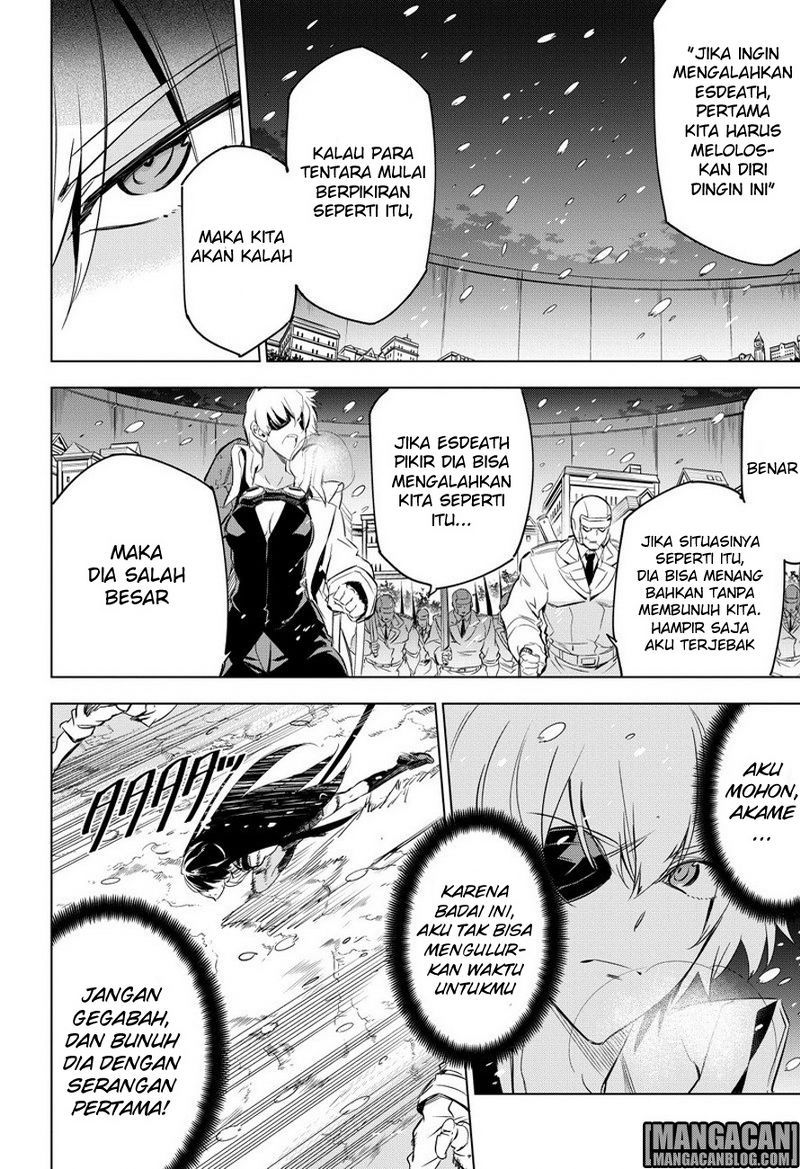 "JIKA INGIN
MENGALAHKAN
ESDEATH,
PERTAMA
KITA HARUS
MELOLOS-
KAN DIRI
DINGIN INI"
KALAU PARA
TENTARA MULAI
BERPIKIRAN
SEPERTI ITU,
MAKA KITA
AKAN KALAH
BENAR
JIKA SITUASINYA
SEPERTI ITU,
DIA BISA MENANG
BAHKAN TANPA
MEMBUNUH KITA.
HAMPIR SAJA
AKU TERJEBAK
JIKA ESDEATH
PIKIR DIA BISA
MENGALAHKAN
KITA SEPERTI
ITU...
MAKA
DIA SALAH
BESAR
AKU
MOHON,
AKAME
...
KARENA
BADAI INI,
AKU TAK BISA
MENGULUR-
KAN WAKTU
UNTUKMU
JANGAN
GEGABAH,
DAN BUNUH
DIA DENGAN
SERANGAN
PERTAMA!
[MANGACAN]
MANGACANBLOG.COM